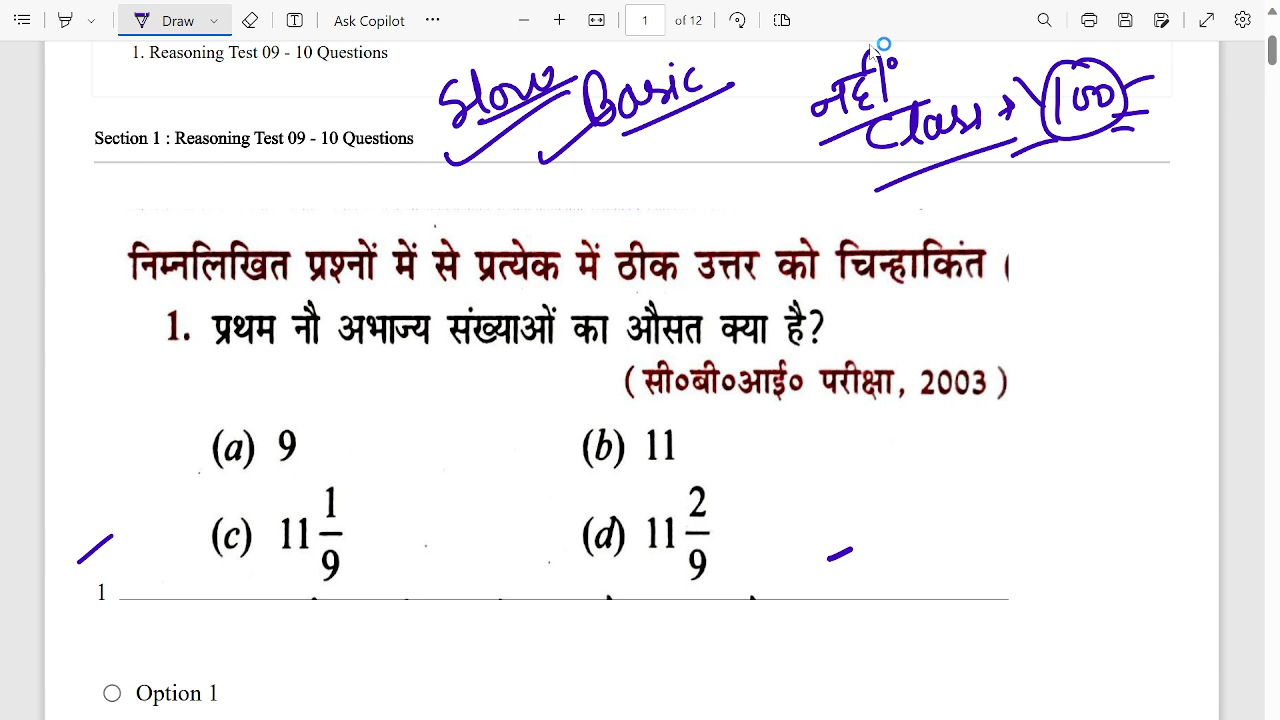 Draw
Ask Copilot
1 of 12
1. Reasoning Test 09 - 10 Questions
Slow Basic
नहीं
Class → 100
Section 1 : Reasoning Test 09 - 10 Questions
निम्नलिखित प्रश्नों में से प्रत्येक में ठीक उत्तर को चिन्हाकिंत ।
1. प्रथम नौ अभाज्य संख्याओं का औसत क्या है?
(सी०बी०आई० परीक्षा, 2003)
(a) 9 (b) 11
(c) 11 1/9 (d) 11 2/9
1
Option 1